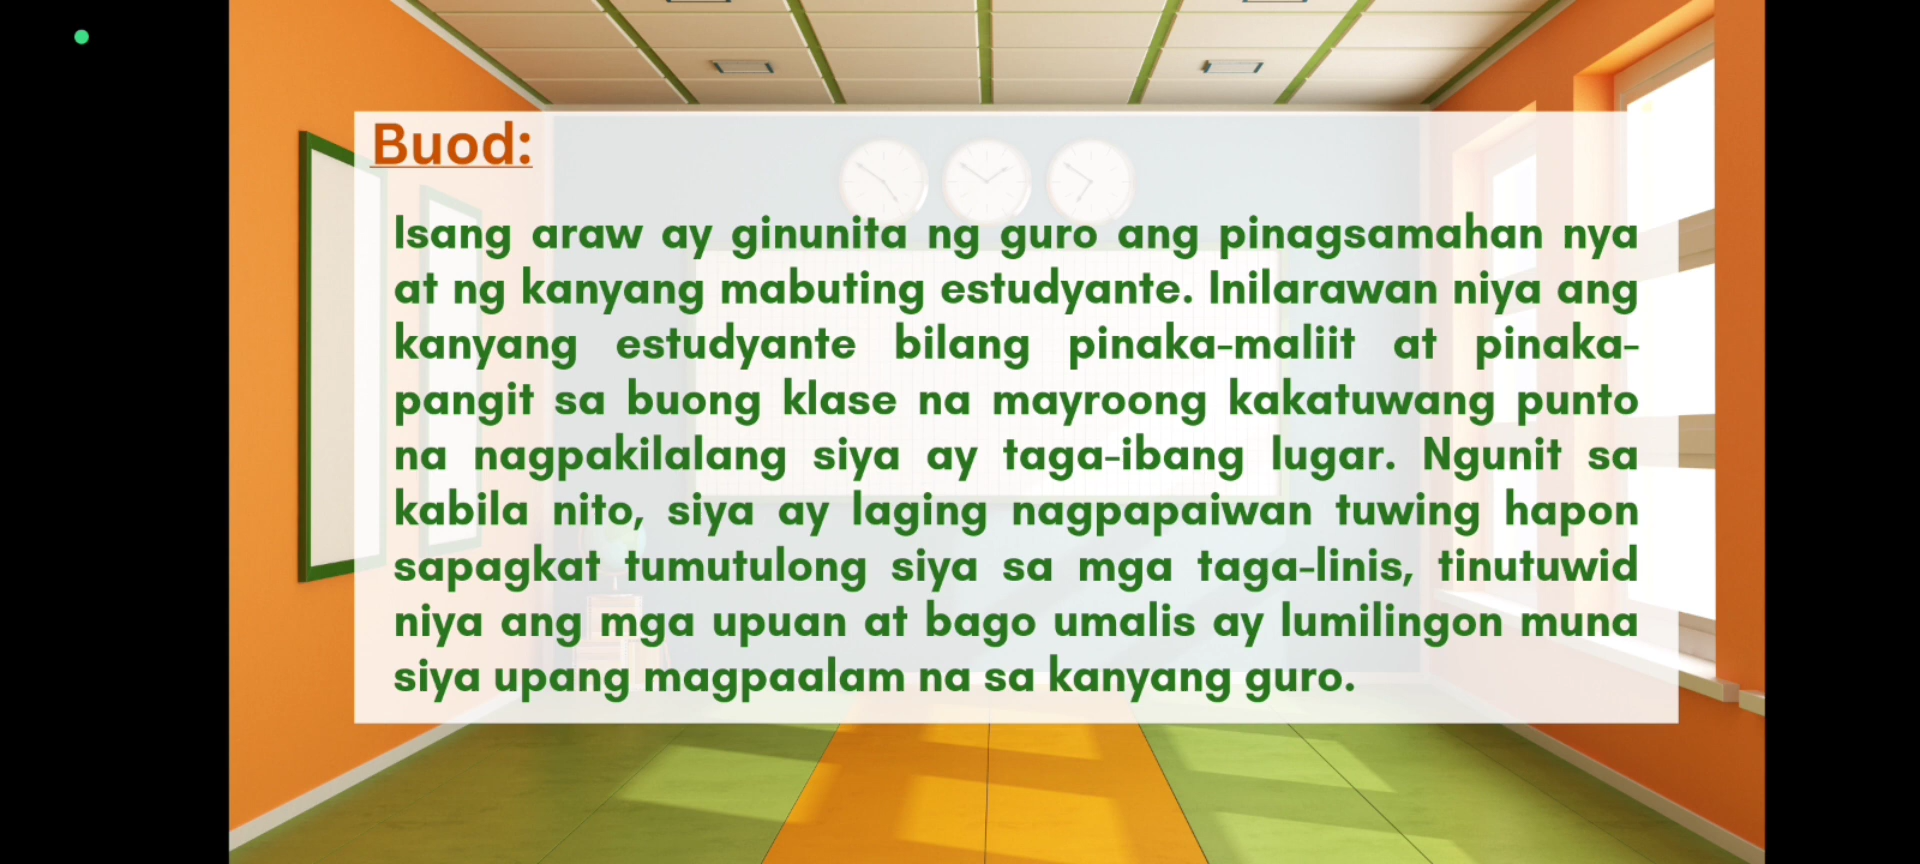 Buod:
Isang araw ay ginunita ng guro ang pinagsamahan nya
at ng kanyang mabuting estudyante. Inilarawan niya ang
kanyang estudyante bilang pinaka-maliit at pinaka-
pangit sa buong klase na mayroong kakatuwang punto
na nagpakilalang siya ay taga-ibang lugar. Ngunit sa
kabila nito, siya ay laging nagpapaiwan tuwing hapon
sapagkat tumutulong siya sa mga taga-linis, tinutuwid
niya ang mga upuan at bago umalis ay lumilingon muna
siya upang magpaalam na sa kanyang guro.